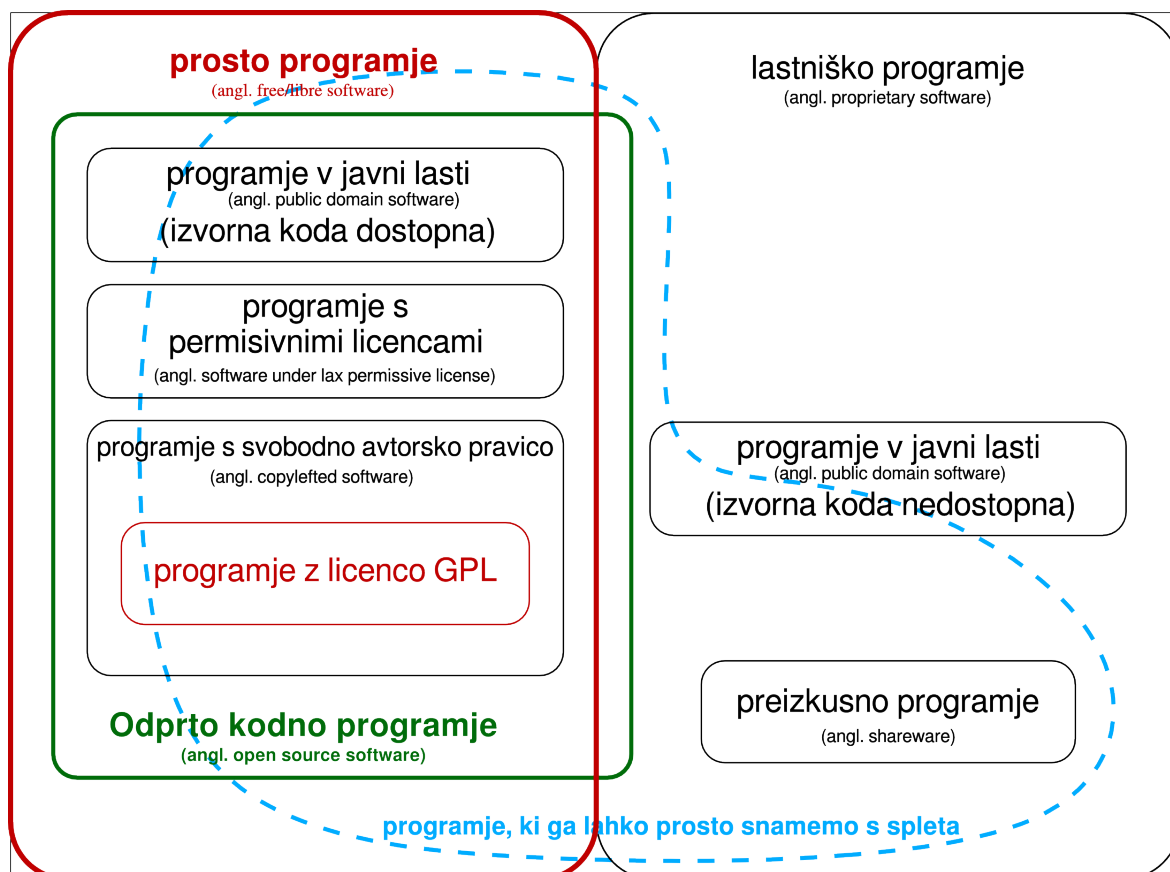 prosto programje
(angl. free/libre software)
lastniško programje
(angl. proprietary software)
programje v javni lasti
(angl. public domain software)
(izvorna koda dostopna)
programje s
permisivnimi licencami
(angl. software under lax permissive license)
programje s svobodno avtorsko pravico
(angl. copylefted software)
programje z licenco GPL
programje v javni lasti
(angl. public domain software)
(izvorna koda nedostopna)
preizkusno programje
(angl. shareware)
Odprto kodno programje
(angl. open source software)
programje, ki ga lahko prosto snamemo s spleta